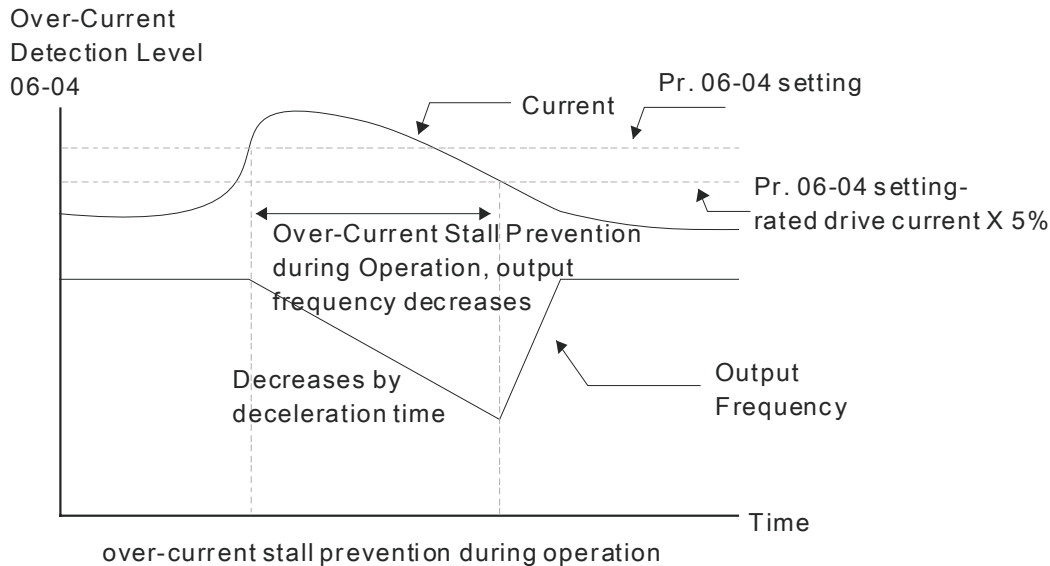 Over-Current
Detection Level
06-04
Pr. 06-04 setting
Current
Pr. 06-04 setting-
rated drive current X 5%
Over-Current Stall Prevention
during Operation, output
frequency decreases
Decreases by
deceleration time
Output
Frequency
Time
over-current stall prevention during operation